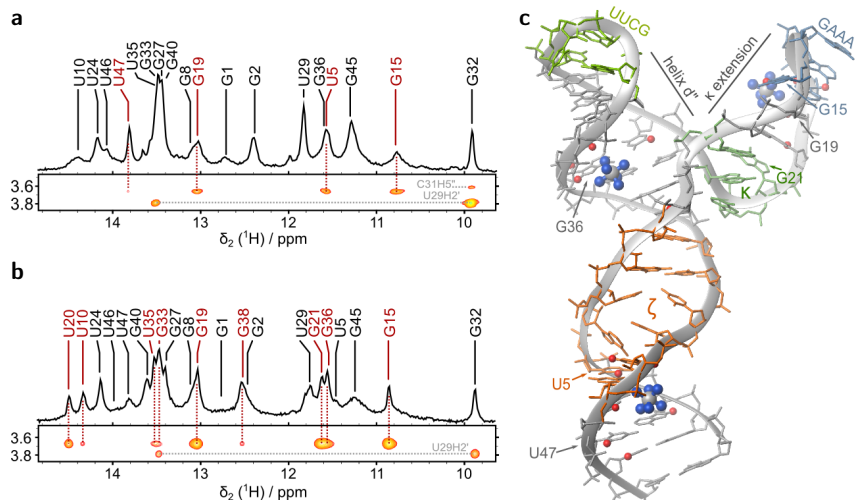 a
U10
U24
U46
U47
U35
G33
G27
G40
G8
G19
G1
G2
U29
G36
U5
G45
G15
G32
3.6
3.8
C31H5"
U29H2'
14
13
12
11
10
δ2 (1H) / ppm
b
U20
U10
U24
U46
U47
G40
U35
G33
G27
G8
G19
G1
G38
G2
U29
G21
G36
U5
G45
G15
G32
3.6
3.8
U29H2'
14
13
12
11
10
δ2 (1H) / ppm
c
UUCG
helix d"
κ extension
GAAA
G15
G19
G21
κ
G36
ζ
U5
U47